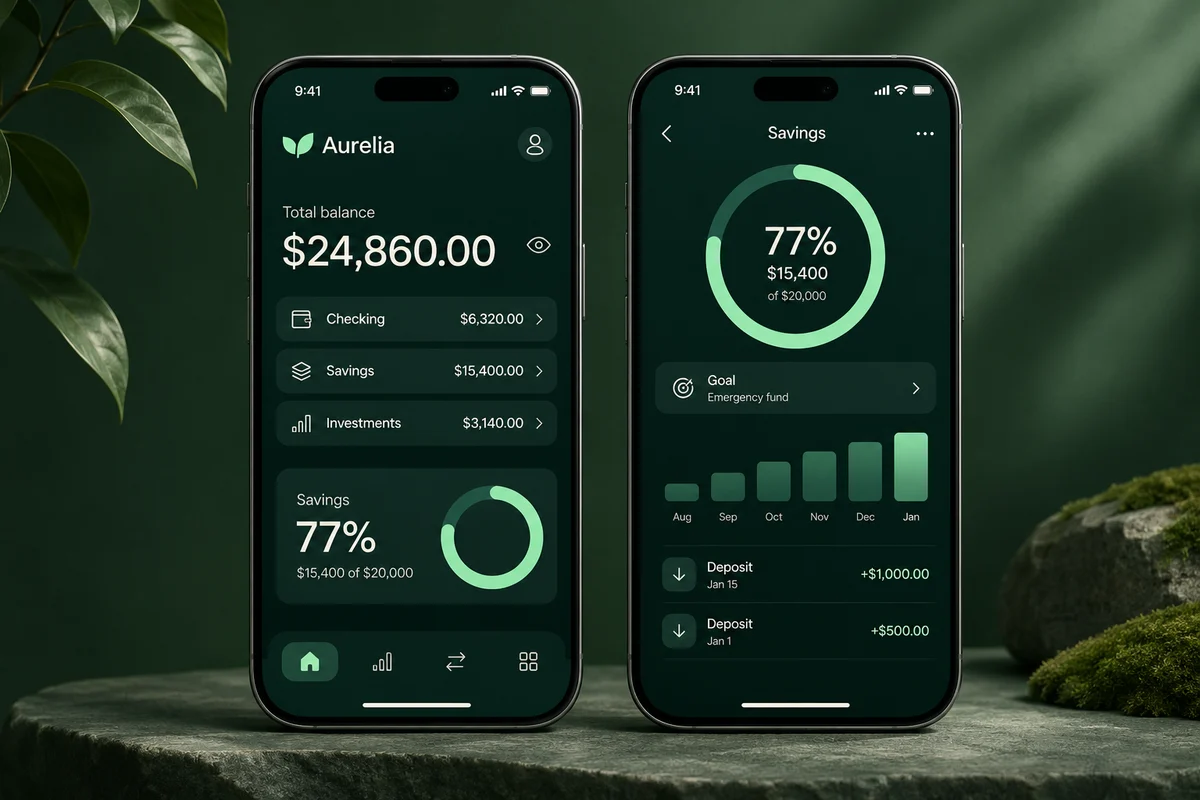 9:41
Aurelia
Total balance
$24,860.00
Checking $6,320.00
Savings $15,400.00
Investments $3,140.00
Savings
77%
$15,400 of $20,000
9:41
Savings
77%
$15,400
of $20,000
Goal
Emergency fund
Aug Sep Oct Nov Dec Jan
Deposit
Jan 15
+$1,000.00
Deposit
Jan 1
+$500.00